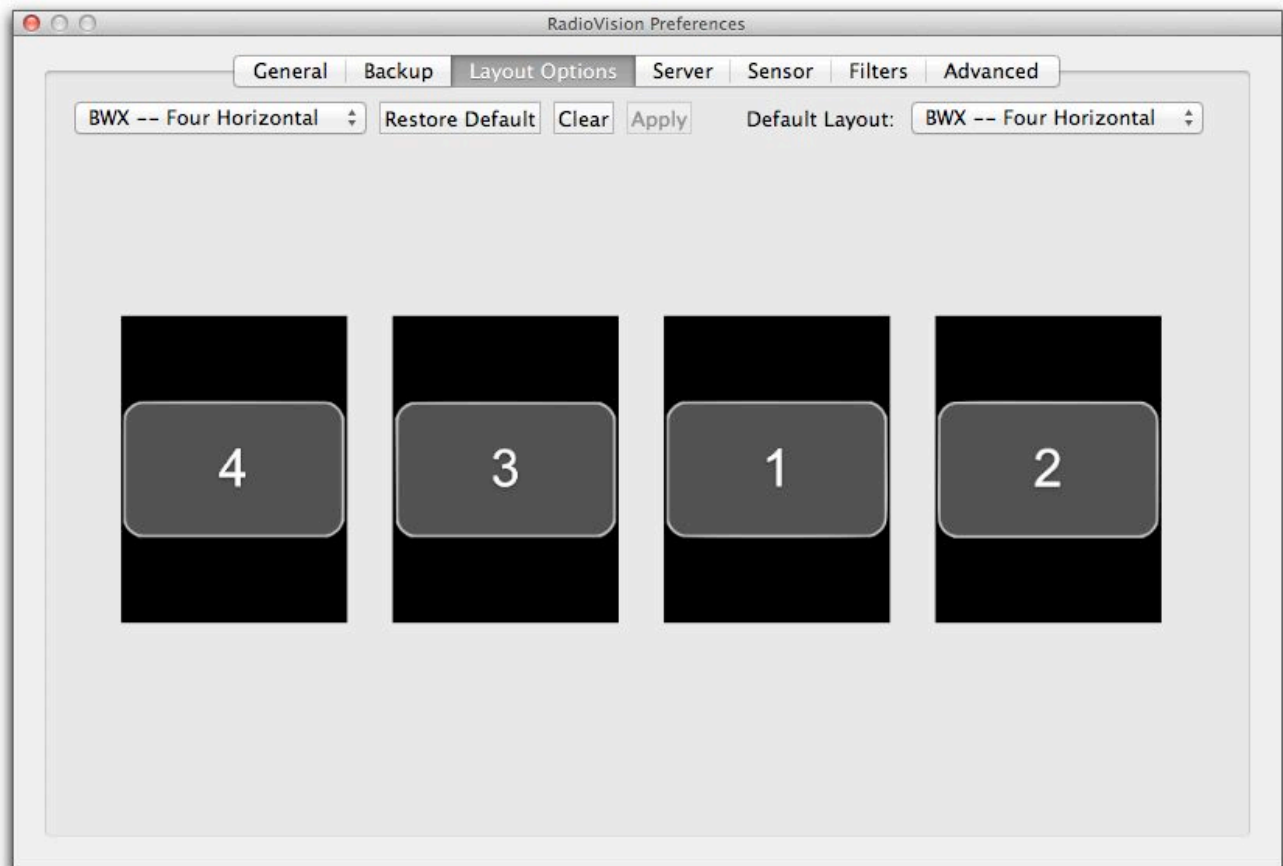 RadioVision Preferences
General Backup Layout Options Server Sensor Filters Advanced
BWX -- Four Horizontal Restore Default Clear Apply Default Layout: BWX -- Four Horizontal
4 3 1 2